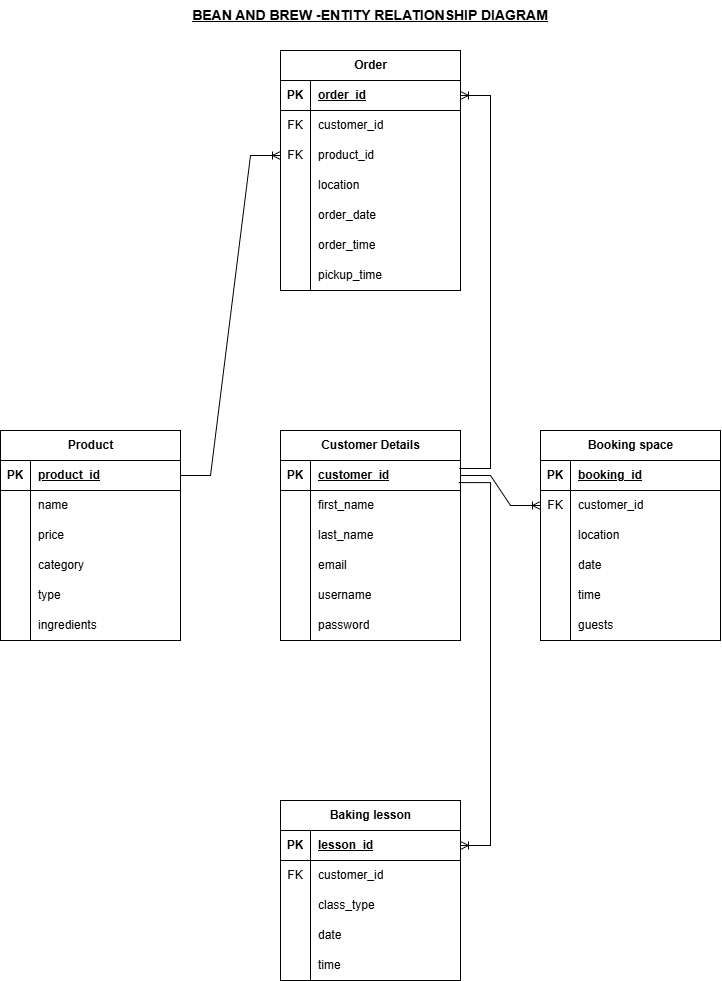 BEAN AND BREW -ENTITY RELATIONSHIP DIAGRAM
Order
PK order_id
FK customer_id
FK product_id
location
order_date
order_time
pickup_time
Product
PK product_id
name
price
category
type
ingredients
Customer Details
PK customer_id
first_name
last_name
email
username
password
Booking space
PK booking_id
FK customer_id
location
date
time
guests
Baking lesson
PK lesson_id
FK customer_id
class_type
date
time